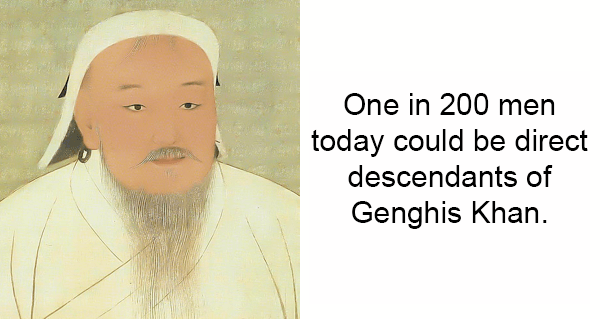 One in 200 men
today could be direct
descendants of
Genghis Khan.